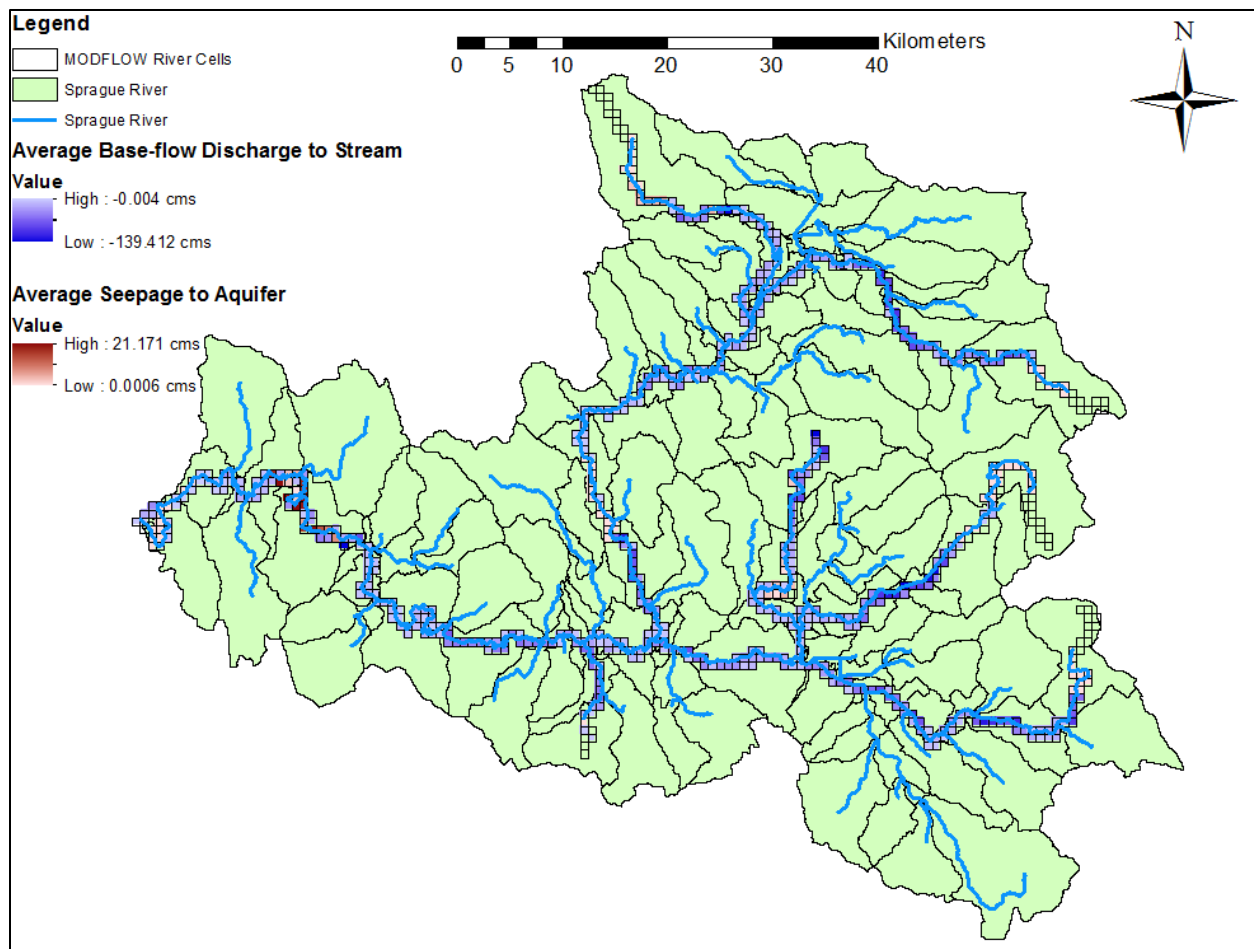 Legend
MODFLOW River Cells
Sprague River
Sprague River
Average Base-flow Discharge to Stream
Value
High : -0.004 cms
Low : -139.412 cms
Average Seepage to Aquifer
Value
High : 21.171 cms
Low : 0.0006 cms
Kilometers
0 5 10 20 30 40
N